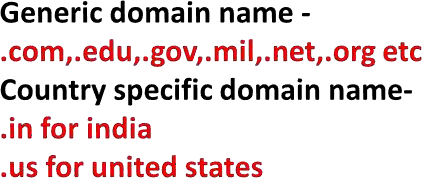 Generic domain name -
.com,.edu,.gov,.mil,.net,.org etc
Country specific domain name-
.in for india
.us for united states